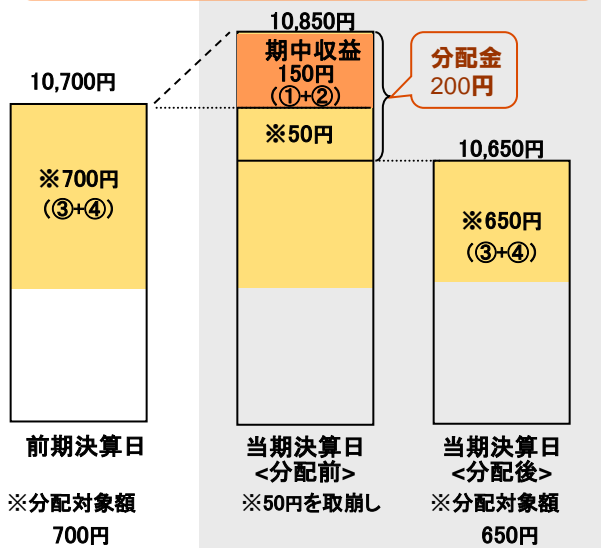 10,850円
期中収益
150円
(①+②)
分配金
200円
10,700円
※50円
10,650円
※700円
(③+④)
※650円
(③+④)
前期決算日
当期決算日
<分配前>
当期決算日
<分配後>
※分配対象額
700円
※50円を取崩し
※分配対象額
650円